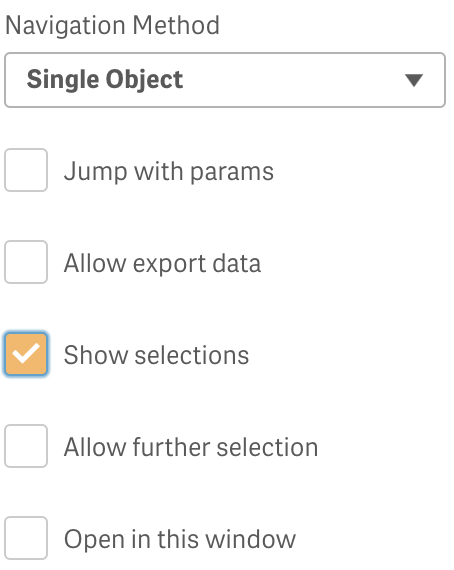 Navigation Method
Single Object
Jump with params
Allow export data
Show selections
Allow further selection
Open in this window